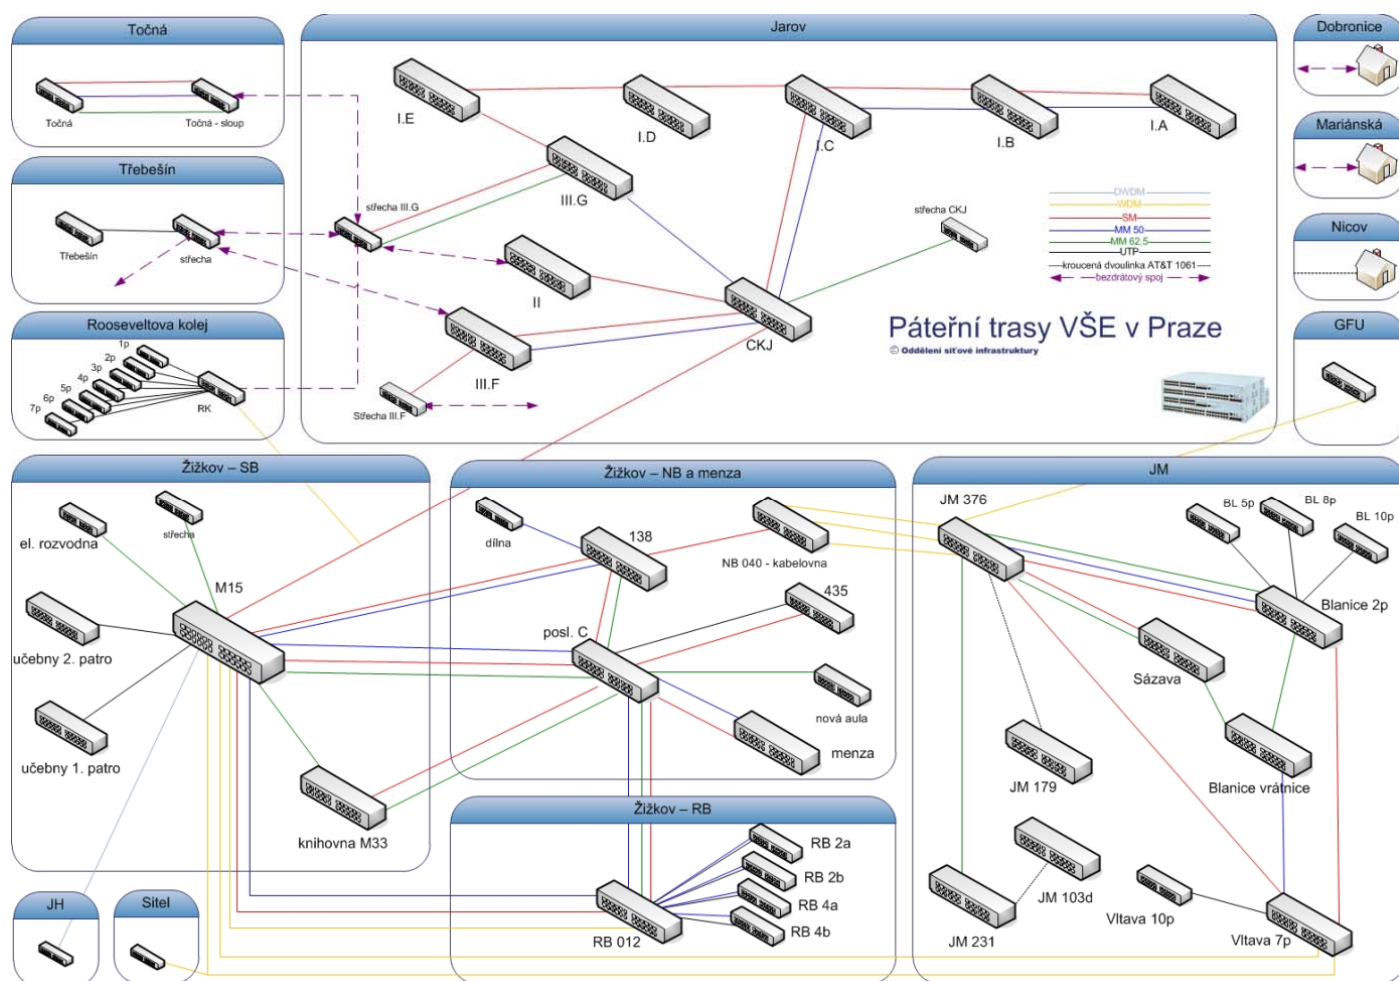 Točná
Točná
Točná - sloup
Třebešín
Třebešín
střecha
Rooseveltova kolej
1p
2p
3p
4p
5p
6p
7p
RK
Jarov
I.E
I.D
I.C
I.B
I.A
III.G
střecha III.G
II
III.F
Střecha III.F
CKJ
střecha CKJ
DWDM
WDM
SM
MM 50
MM 62,5
UTP
kroucená dvoulinka AT&T 1061
bezdrátový spoj
Páteřní trasy VŠE v Praze
© Oddělení síťové infrastruktury
Dobronice
Mariánská
Nicov
GFU
Žižkov – SB
el. rozvodna
střecha
M15
učebny 2. patro
učebny 1. patro
knihovna M33
Žižkov – NB a menza
dílna
138
NB 040 - kabelovna
435
posl. C
nová aula
menza
Žižkov – RB
RB 2a
RB 2b
RB 4a
RB 4b
RB 012
JM
JM 376
BL 5p
BL 8p
BL 10p
Blanice 2p
Sázava
Blanice vrátnice
JM 179
JM 103d
JM 231
Vltava 10p
Vltava 7p
JH
Sitel